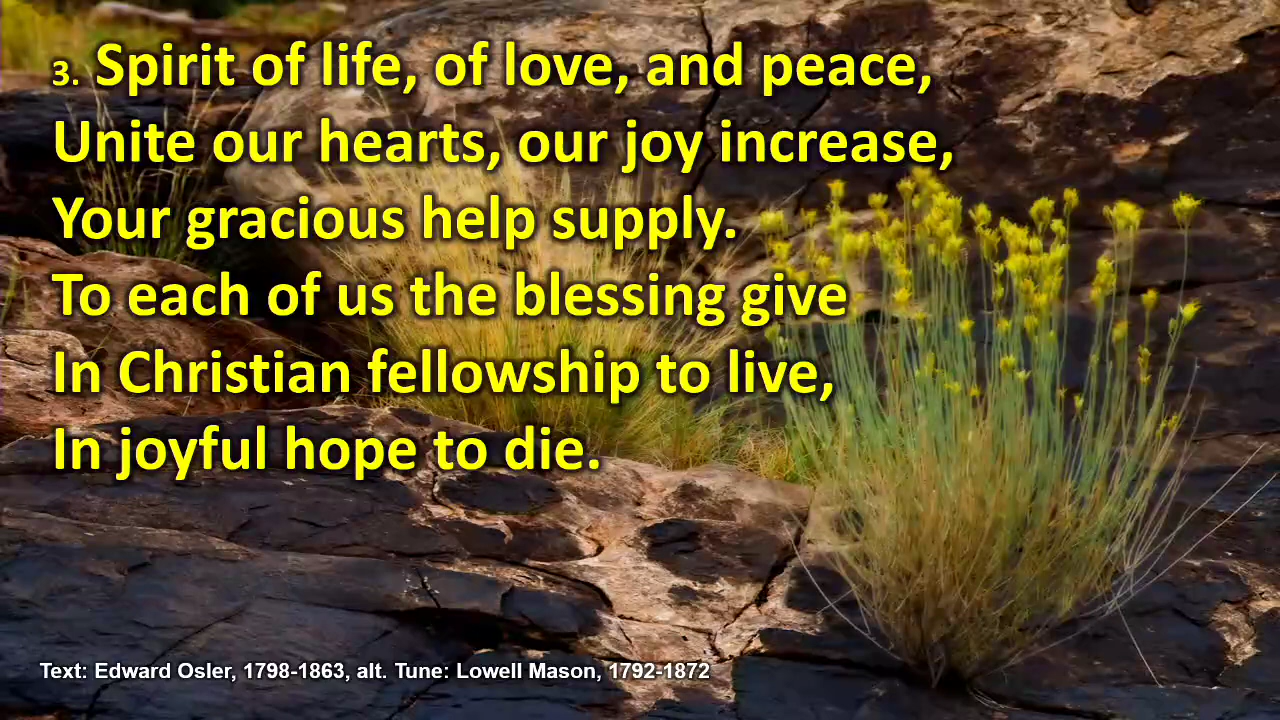 3. Spirit of life, of love, and peace,
Unite our hearts, our joy increase,
Your gracious help supply.
To each of us the blessing give
In Christian fellowship to live,
In joyful hope to die.
Text: Edward Osler, 1798-1863, alt. Tune: Lowell Mason, 1792-1872